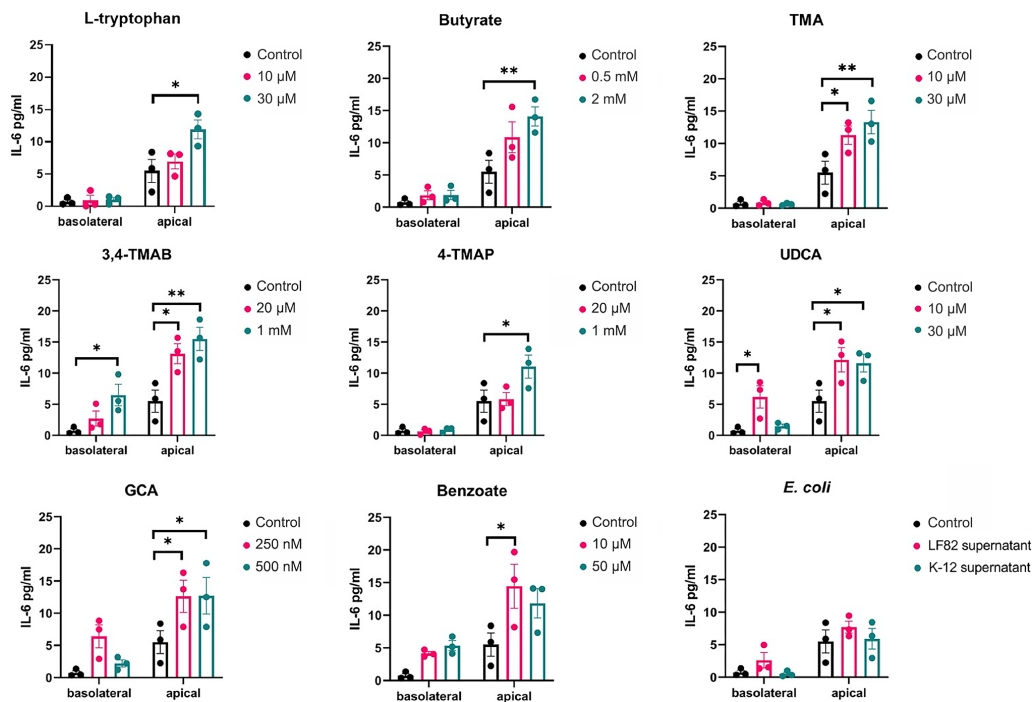 L-tryptophan
IL-6 pg/ml
25
20
15
10
5
0
*
basolateral
apical
Control
10 µM
30 µM
Butyrate
IL-6 pg/ml
25
20
15
10
5
0
**
basolateral
apical
Control
0.5 mM
2 mM
TMA
IL-6 pg/ml
25
20
15
10
5
0
**
*
basolateral
apical
Control
10 µM
30 µM
3,4-TMAB
IL-6 pg/ml
25
20
15
10
5
0
*
**
*
basolateral
apical
Control
20 µM
1 mM
4-TMAP
IL-6 pg/ml
25
20
15
10
5
0
*
basolateral
apical
Control
20 µM
1 mM
UDCA
IL-6 pg/ml
25
20
15
10
5
0
*
*
*
basolateral
apical
Control
10 µM
30 µM
GCA
IL-6 pg/ml
25
20
15
10
5
0
*
*
basolateral
apical
Control
250 nM
500 nM
Benzoate
IL-6 pg/ml
25
20
15
10
5
0
*
basolateral
apical
Control
10 µM
50 µM
E. coli
IL-6 pg/ml
25
20
15
10
5
0
basolateral
apical
Control
LF82 supernatant
K-12 supernatant